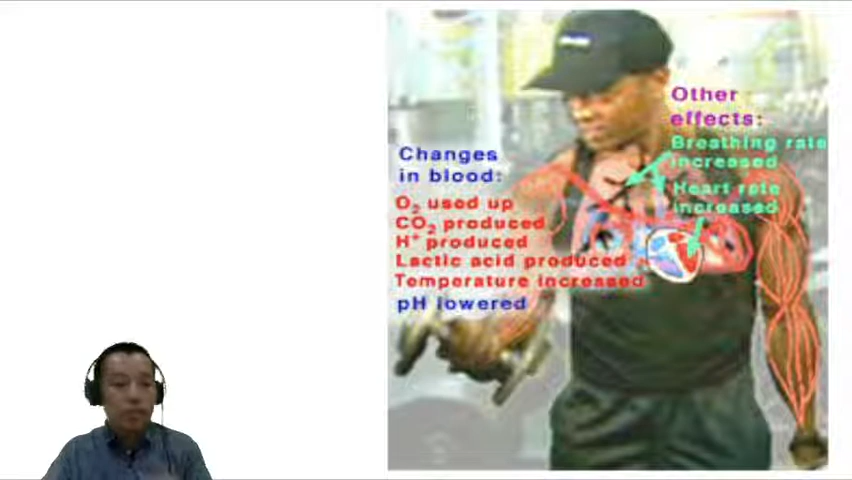 Other
effects:
Breathing rate
increased
Heart rate
increased
Changes
in blood:
O₂ used up
CO₂ produced
H⁺ produced
Lactic acid produced
Temperature increased
pH lowered